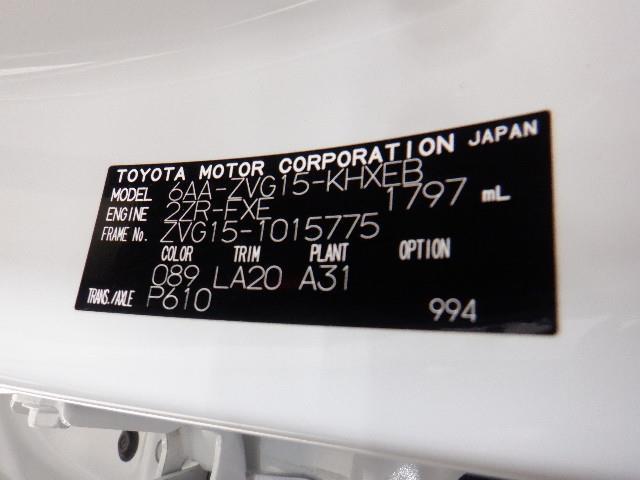 TOYOTA MOTOR CORPORATION JAPAN
MODEL 6AA-ZVG15-KHXEB
ENGINE 2ZR-FXE 1797 mL
FRAME No. ZVG15-1015775
COLOR TRIM PLANT OPTION
089 LA20 A31
TRANS./AXLE P610 994